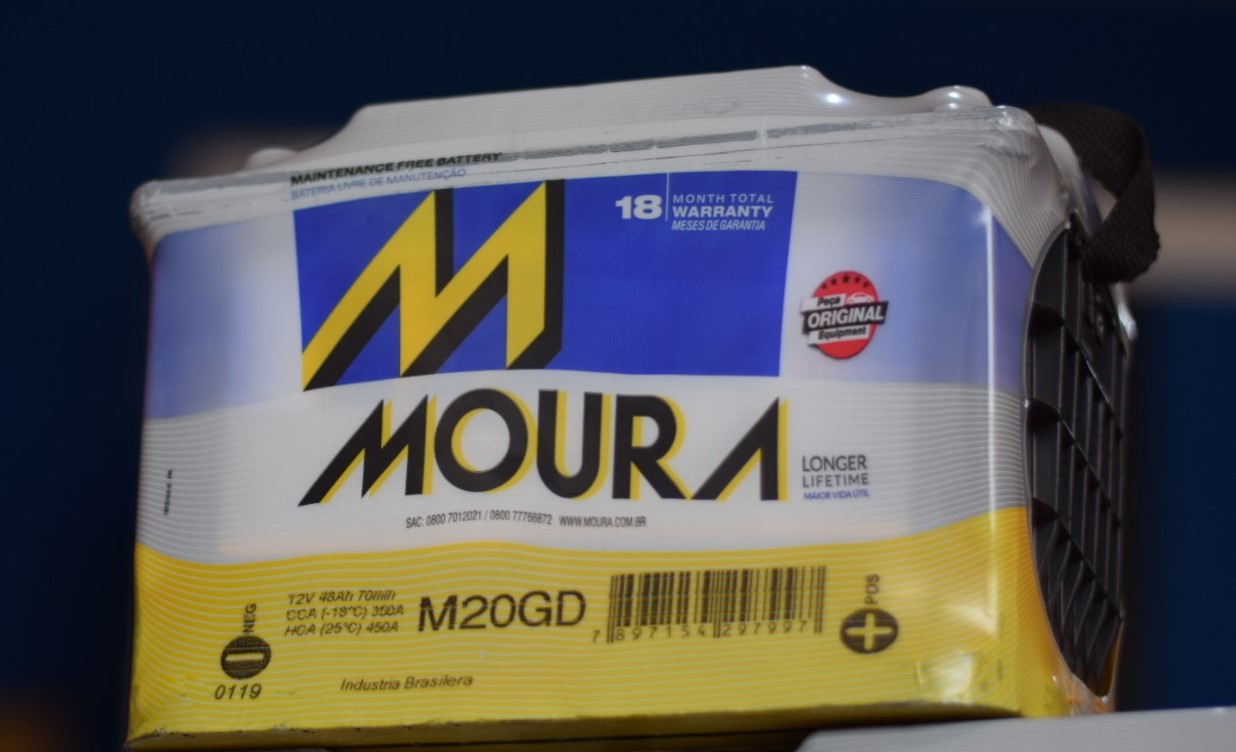 MAINTENANCE FREE BATTERY
BATERIA LIVRE DE MANUTENÇÃO
18 MONTH TOTAL
WARRANTY
MESES DE GARANTIA
Peça
ORIGINAL
Equipment
MOURA
LONGER
LIFETIME
MAIOR VIDA ÚTIL
SAC: 0800 7012021 / 0800 77766872 WWW.MOURA.COM.BR
NEG
12V 48Ah 70min
CCA (-18°C) 350A
HCA (25°C) 450A
M20GD
7 897154 297997
POS
0119
Industria Brasilera